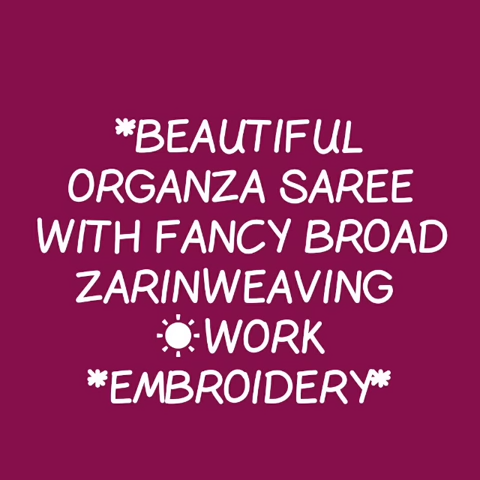 *BEAUTIFUL
ORGANZA SAREE
WITH FANCY BROAD
ZARINWEAVING
☀WORK
*EMBROIDERY*